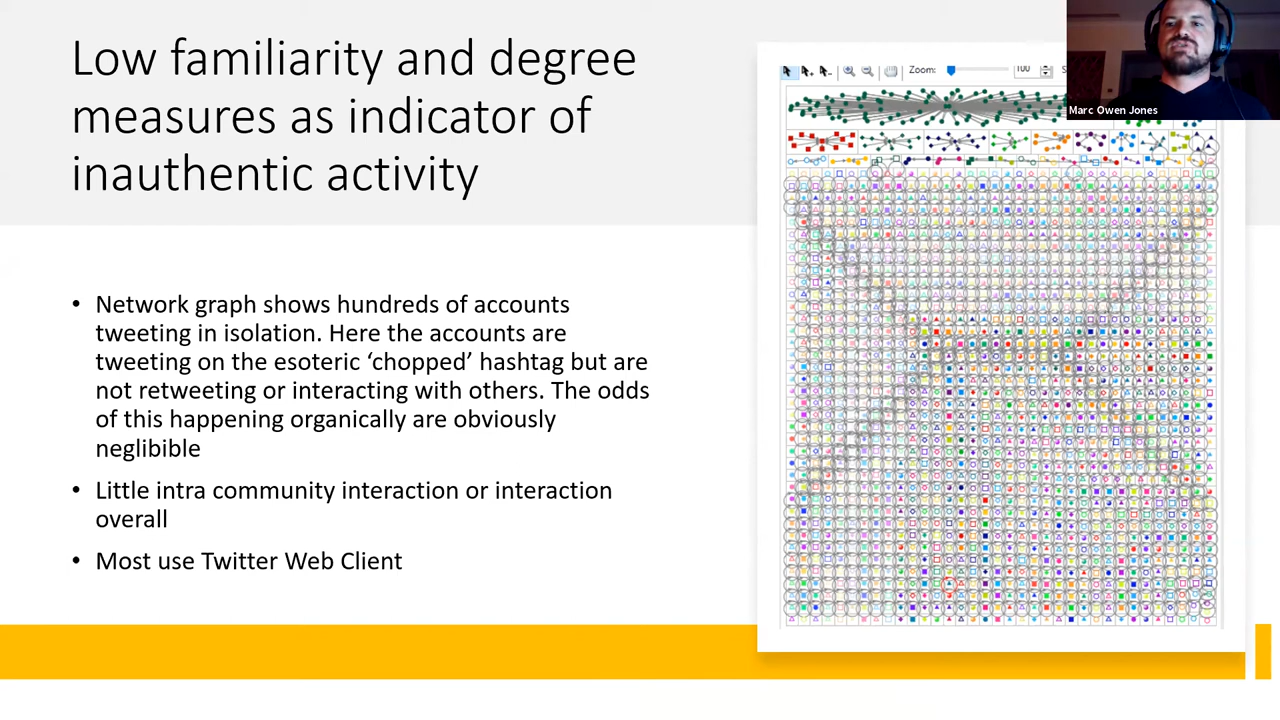 Low familiarity and degree
measures as indicator of
inauthentic activity
• Network graph shows hundreds of accounts
tweeting in isolation. Here the accounts are
tweeting on the esoteric ‘chopped’ hashtag but are
not retweeting or interacting with others. The odds
of this happening organically are obviously
neglibible
• Little intra community interaction or interaction
overall
• Most use Twitter Web Client
Zoom:
Marc Owen Jones